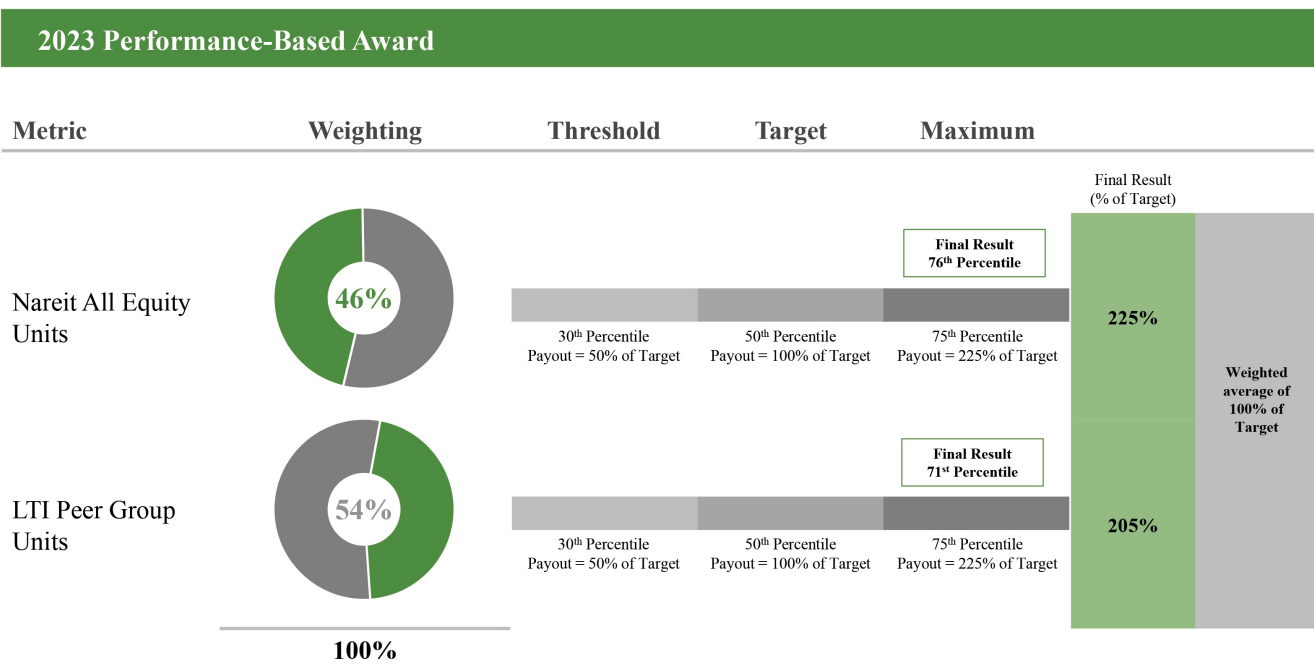 2023 Performance-Based Award
Metric Weighting Threshold Target Maximum
Final Result
(% of Target)
Nareit All Equity
Units
46%
Final Result
76th Percentile
30th Percentile
Payout = 50% of Target
50th Percentile
Payout = 100% of Target
75th Percentile
Payout = 225% of Target
225%
Weighted
average of
100% of
Target
LTI Peer Group
Units
54%
Final Result
71st Percentile
30th Percentile
Payout = 50% of Target
50th Percentile
Payout = 100% of Target
75th Percentile
Payout = 225% of Target
205%
100%